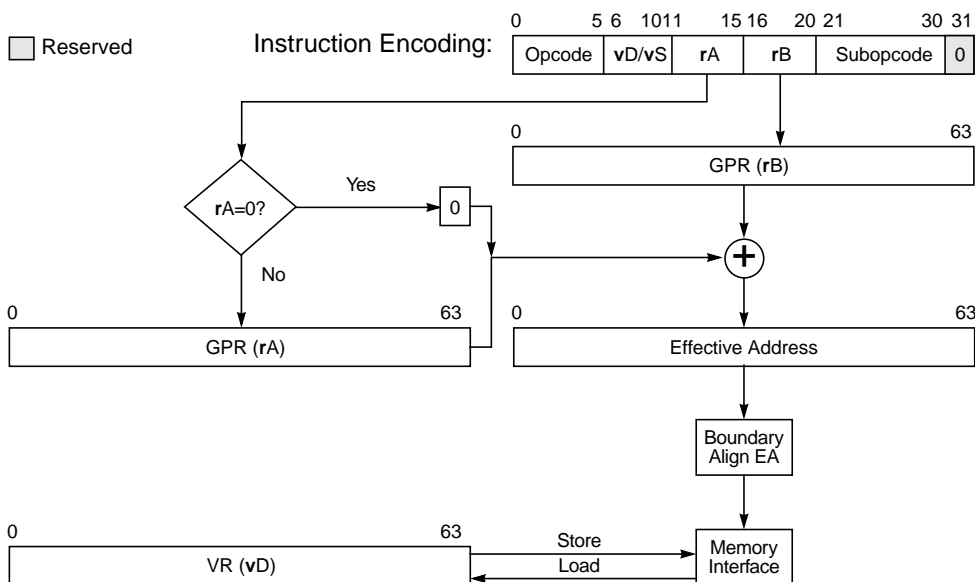 0 5 6 10 11 15 16 20 21 30 31
Reserved Instruction Encoding: Opcode vD/vS rA rB Subopcode 0
0 63
GPR (rB)
Yes
rA=0? 0
+
No
0 63 0 63
GPR (rA) Effective Address
Boundary
Align EA
0 63
Store
VR (vD) Load Memory
Interface